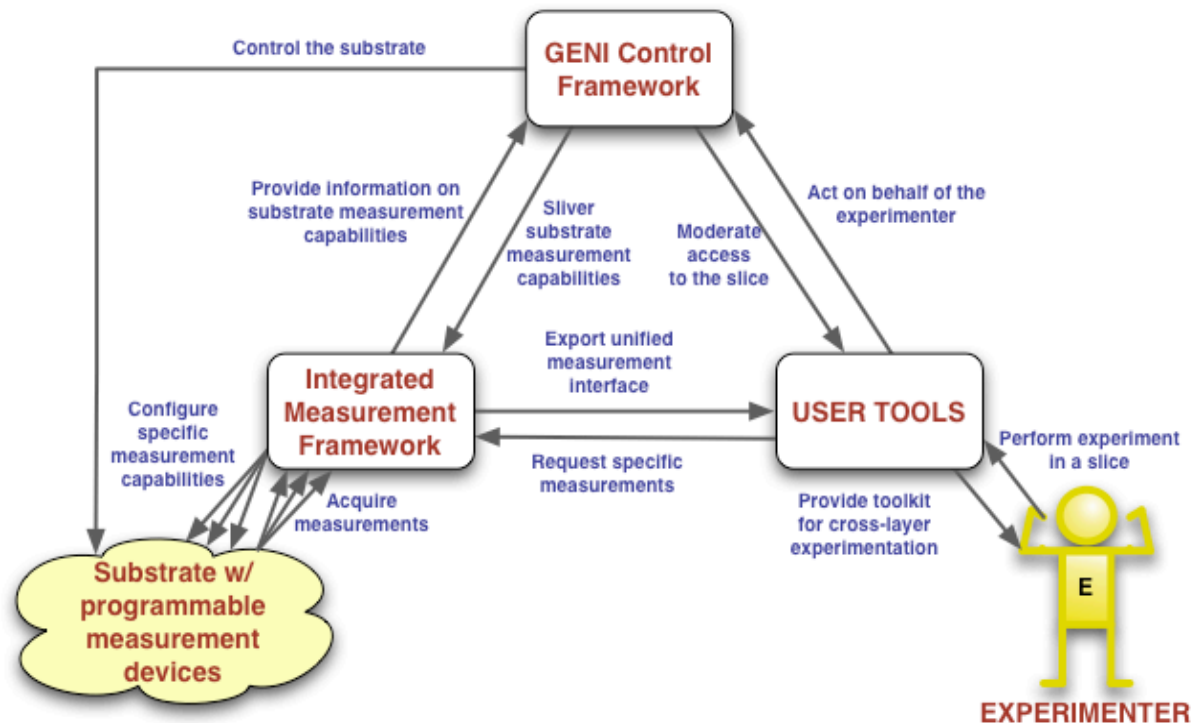 Control the substrate
GENI Control
Framework
Provide information on
substrate measurement
capabilities
Sliver
substrate
measurement
capabilities
Moderate
access
to the slice
Act on behalf of the
experimenter
Export unified
measurement
interface
Integrated
Measurement
Framework
USER TOOLS
Configure
specific
measurement
capabilities
Acquire
measurements
Request specific
measurements
Perform experiment
in a slice
Provide toolkit
for cross-layer
experimentation
Substrate w/
programmable
measurement
devices
E
EXPERIMENTER